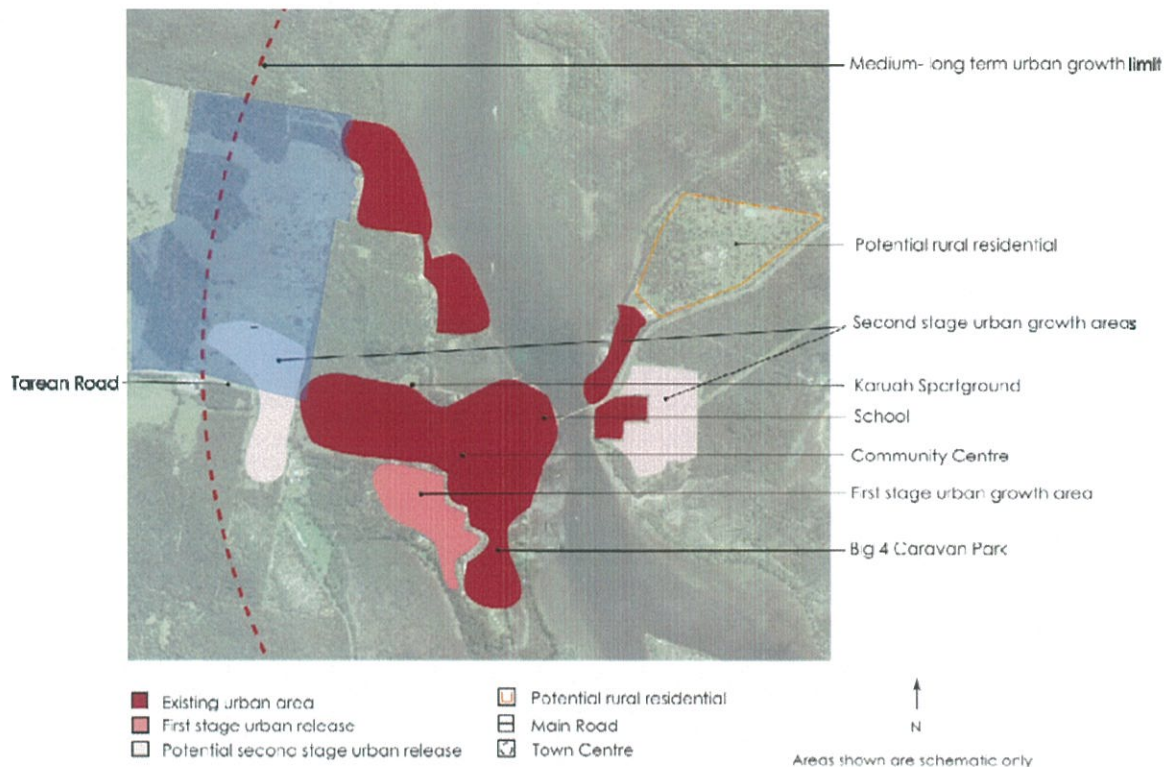 Medium- long term urban growth limit
Potential rural residential
Second stage urban growth areas
Tarean Road
Karuah Sportground
School
Community Centre
First stage urban growth area
Big 4 Caravan Park
Existing urban area
First stage urban release
Potential second stage urban release
Potential rural residential
Main Road
Town Centre
N
Areas shown are schematic only